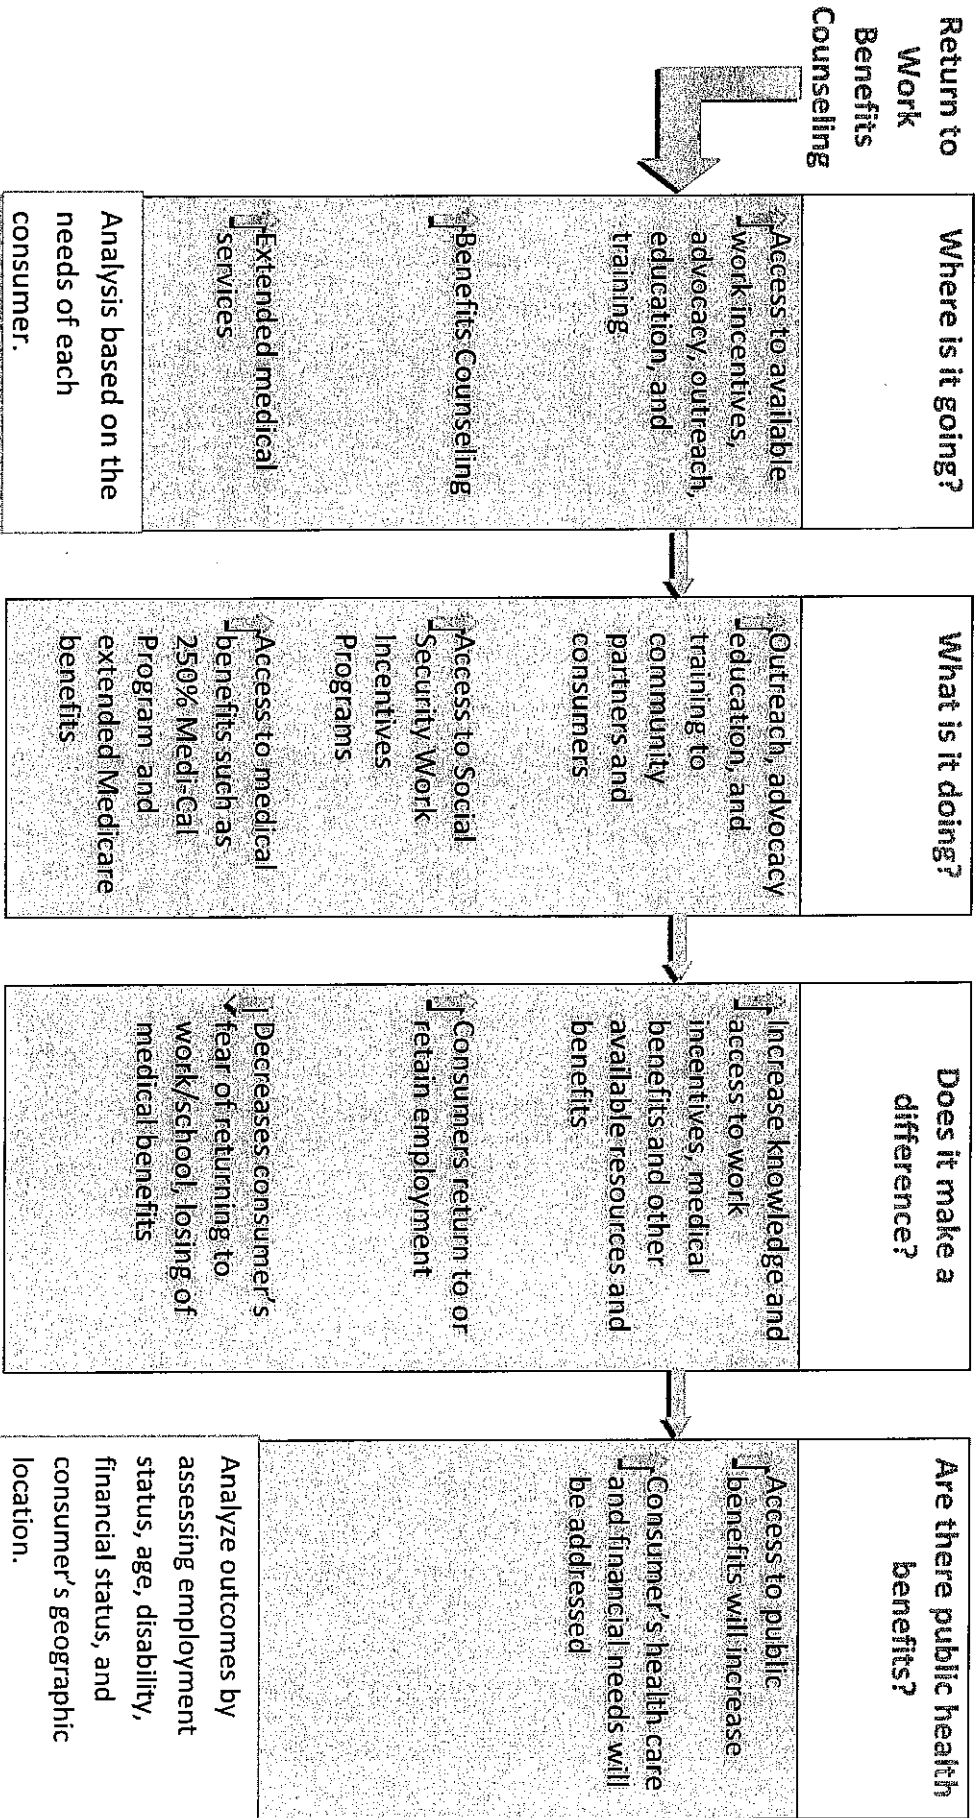 Return to
Work
Benefits
Counseling
Where is it going?
Access to available
work incentives,
advocacy, outreach,
education, and
training
Benefits Counseling
Extended medical
services
Analysis based on the
needs of each
consumer.
What is it doing?
Outreach, advocacy
education, and
training to
community
partners and
consumers
Access to Social
Security Work
Incentives
Programs
Access to medical
benefits such as
250% Medi-Cal
Program and
extended Medicare
benefits
Does it make a
difference?
Increase knowledge and
access to work
incentives, medical
benefits and other
available resources and
benefits
Consumers return to or
retain employment
Decreases consumer's
fear of returning to
work/school, losing of
medical benefits
Are there public health
benefits?
Access to public
benefits will increase
Consumer's health care
and financial needs will
be addressed
Analyze outcomes by
assessing employment
status, age, disability,
financial status, and
consumer's geographic
location.